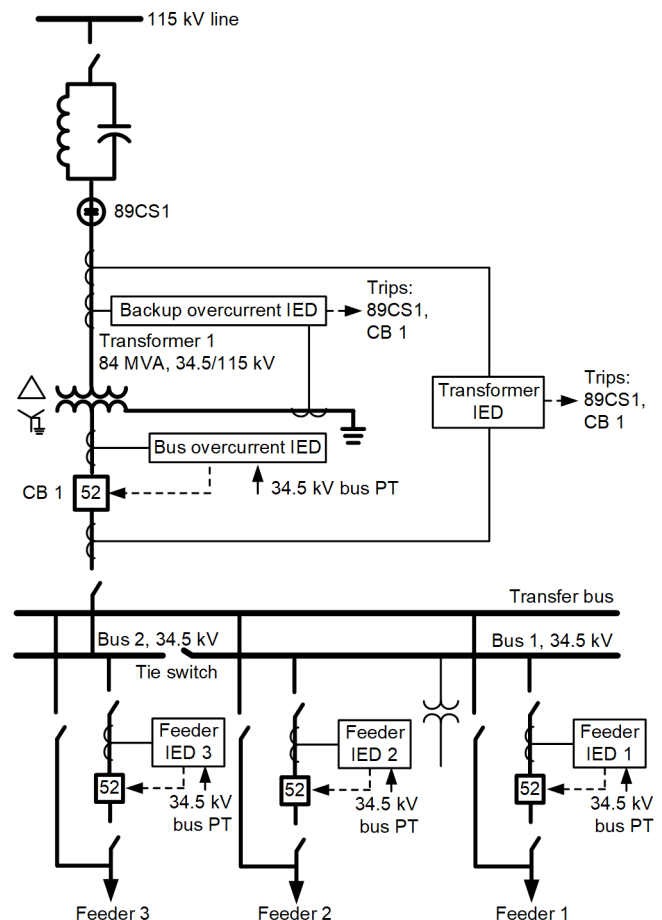 115 kV line
89CS1
Backup overcurrent IED
Trips:
89CS1,
CB 1
Transformer 1
84 MVA, 34.5/115 kV
Transformer
IED
Trips:
89CS1,
CB 1
Bus overcurrent IED
CB 1
52
34.5 kV bus PT
Transfer bus
Bus 2, 34.5 kV
Bus 1, 34.5 kV
Tie switch
Feeder
IED 3
52
34.5 kV
bus PT
Feeder
IED 2
52
34.5 kV
bus PT
Feeder
IED 1
52
34.5 kV
bus PT
Feeder 3
Feeder 2
Feeder 1